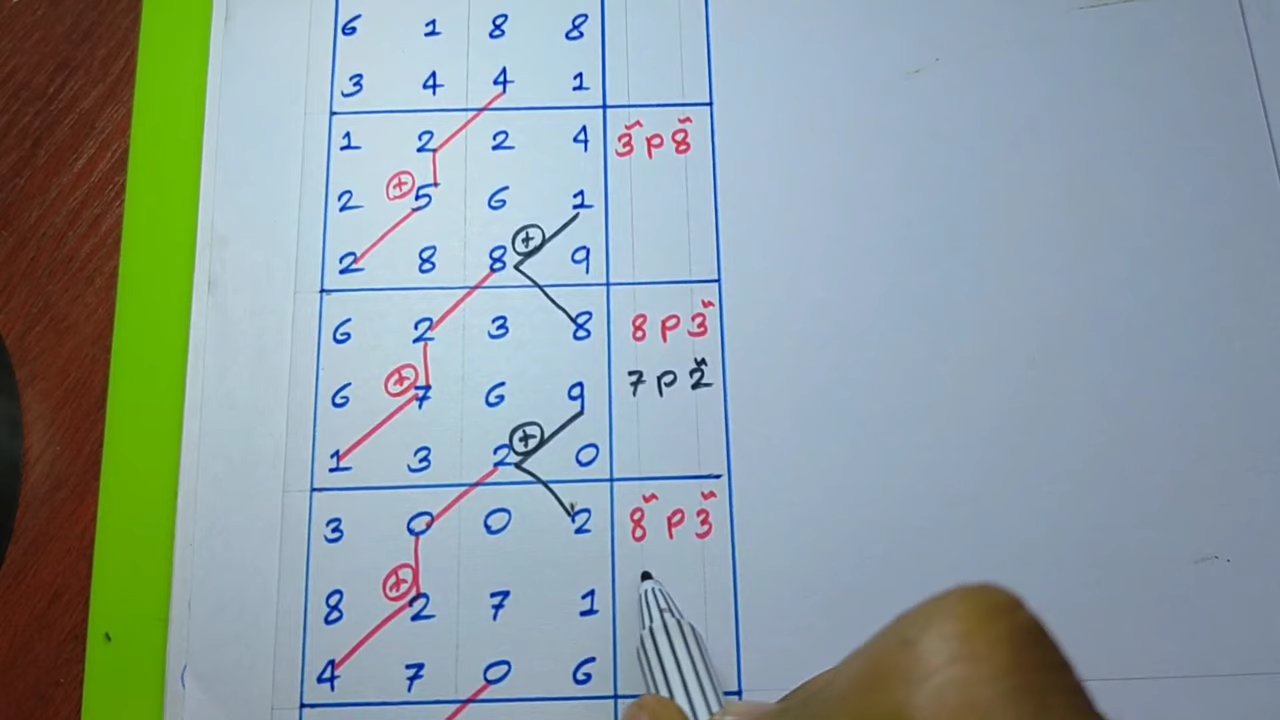 6 1 8 8
3 4 4 1
1 2 2 4 3̃ p 8̃
2 + 5 6 1
2 8 8 + 9
6 2 3 8 8 p 3̃
6 + 7 6 9 7 p 2̃
1 3 2 + 0
3 0 0 2 8̃ p 3̃
8 + 2 7 1
4 7 0 6